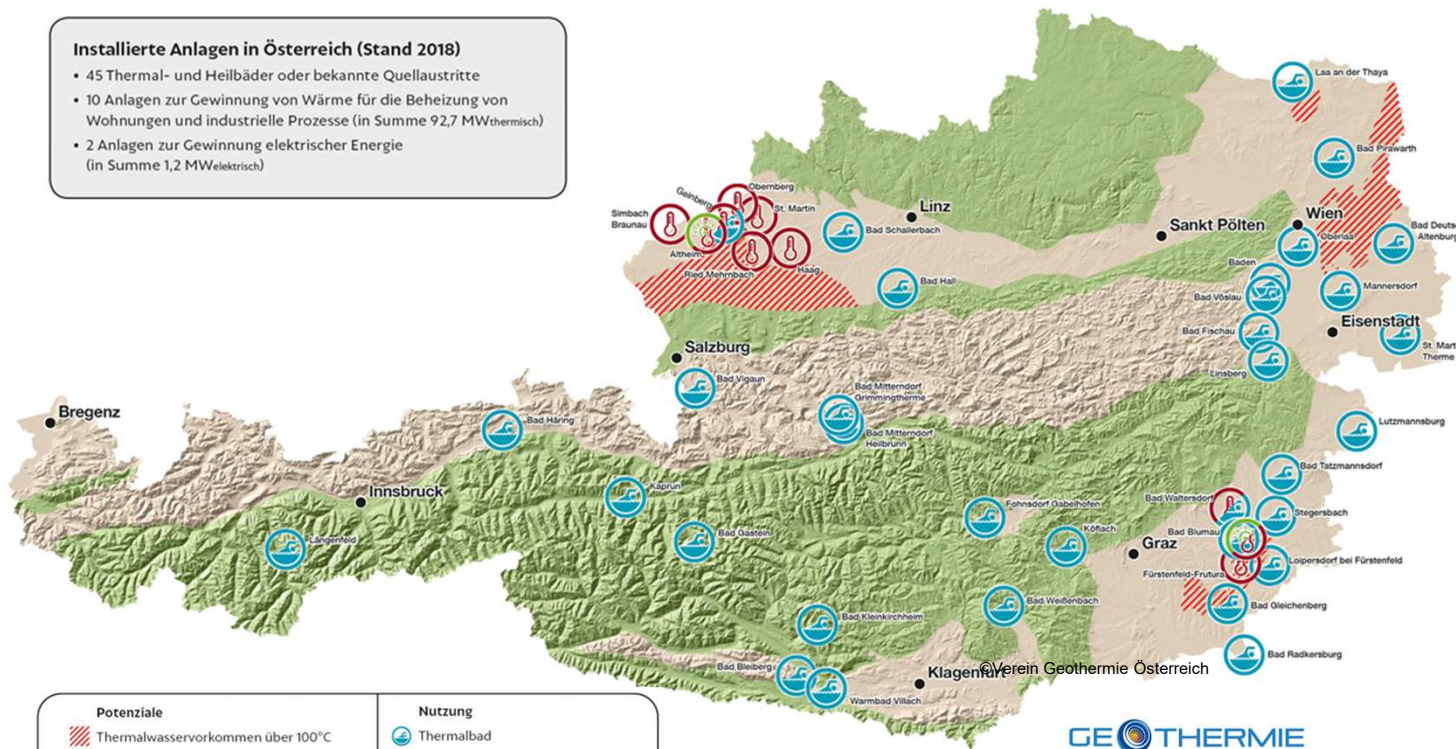 Installierte Anlagen in Österreich (Stand 2018)
• 45 Thermal- und Heilbäder oder bekannte Quellaustritte
• 10 Anlagen zur Gewinnung von Wärme für die Beheizung von
Wohnungen und industrielle Prozesse (in Summe 92,7 MWthermisch)
• 2 Anlagen zur Gewinnung elektrischer Energie
(in Summe 1,2 MWelektrisch)
Laa an der Thaya
Bad Pirawarth
Obernberg
Geinberg
St. Martin
Simbach
Braunau
Linz
Bad Schallerbach
Sankt Pölten
Wien
Oberlaa
Bad Deuts
Altenburg
Altheim
Haag
Ried Mehrnbach
Bad Hall
Baden
Bad Vöslau
Mannersdorf
Bad Fischau
Eisenstadt
St. Mart
Therme
Salzburg
Linsberg
Bad Vigaun
Bad Mitterndorf
Grimmingtherme
Bregenz
Bad Häring
Bad Mitterndorf
Heilbrunn
Lutzmannsburg
Bad Tatzmannsdorf
Innsbruck
Kaprun
Bad Waltersdorf
Fohnsdorf Gabelhofen
Stegersbach
Längenfeld
Bad Gastein
Köflach
Graz
Bad Blumau
Loipersdorf bei Fürstenfeld
Fürstenfeld-Frutura
Bad Weißenbach
Bad Gleichenberg
Bad Kleinkirchheim
Bad Radkersburg
Bad Bleiberg
Klagenfurt
©Verein Geothermie Österreich
Warmbad Villach
Potenziale
Nutzung
Thermalwasservorkommen über 100°C
Thermalbad
GEOTHERMIE